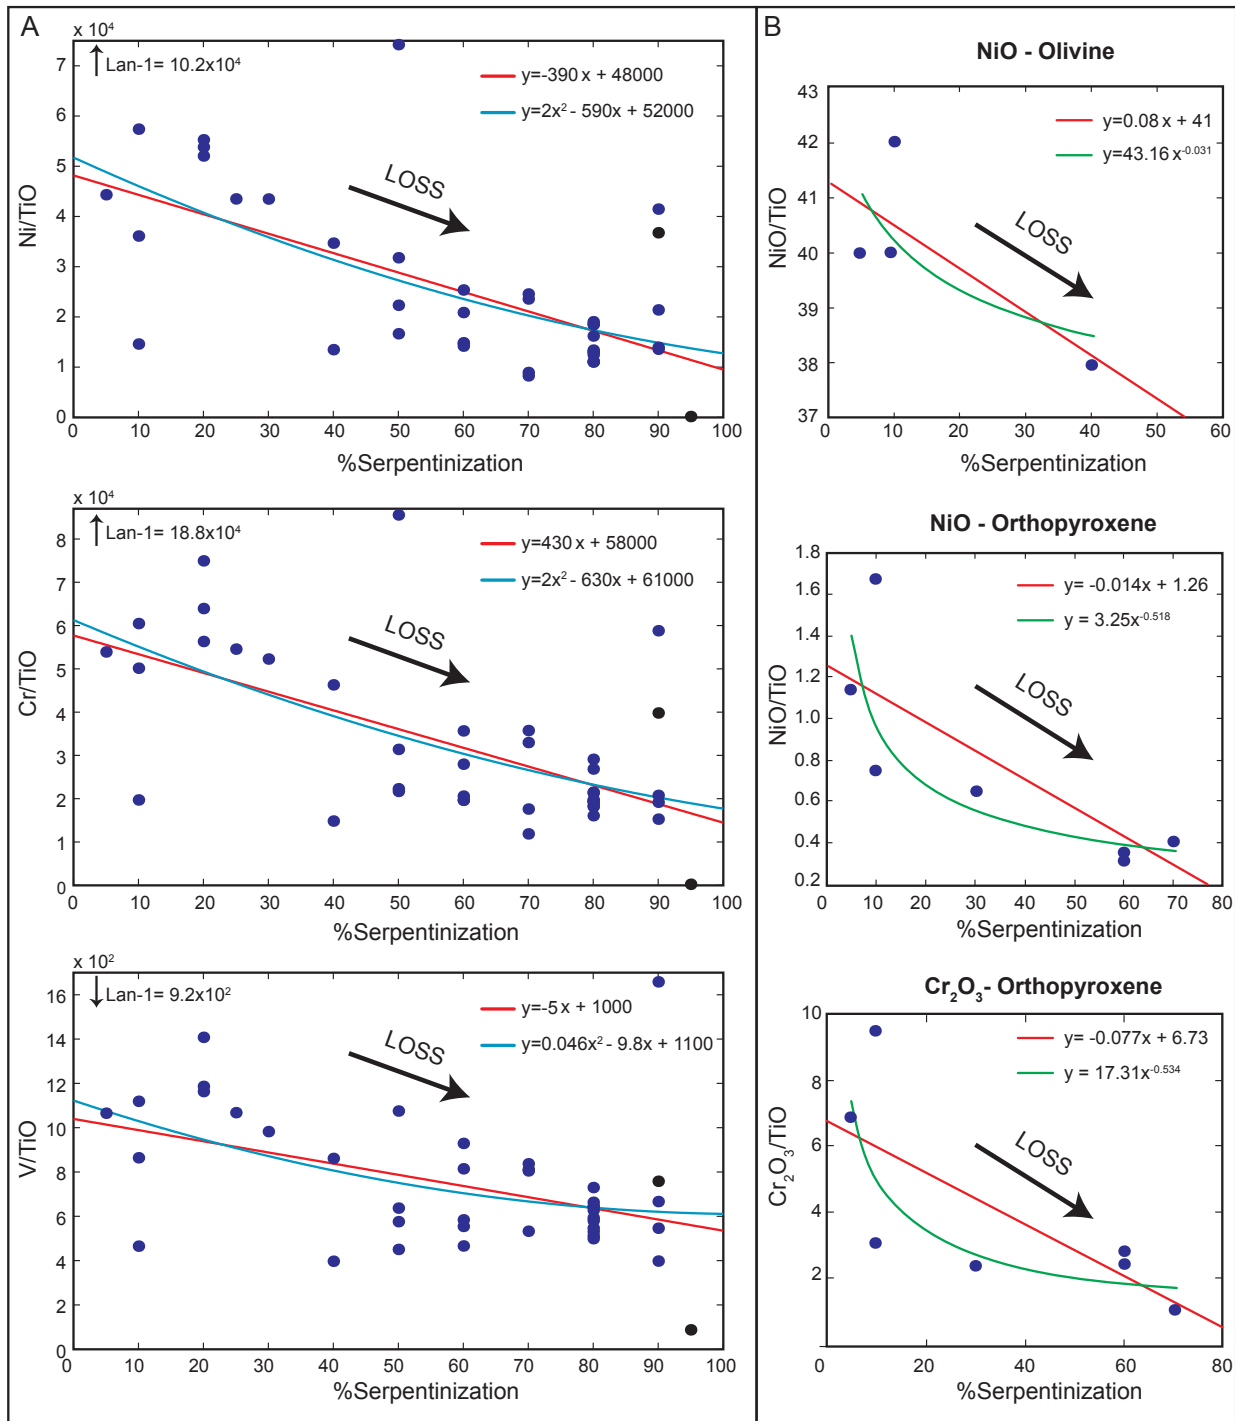 A
x 10⁴
Lan-1= 10.2x10⁴
y=-390 x + 48000
y=2x² - 590x + 52000
LOSS
Ni/TiO
7
6
5
4
3
2
1
0
0 10 20 30 40 50 60 70 80 90 100
%Serpentinization
x 10⁴
Lan-1= 18.8x10⁴
y=430 x + 58000
y=2x² - 630x + 61000
LOSS
Cr/TiO
8
7
6
5
4
3
2
1
0
0 10 20 30 40 50 60 70 80 90 100
%Serpentinization
x 10²
Lan-1= 9.2x10²
y=-5x + 1000
y=0.046x² - 9.8x + 1100
LOSS
V/TiO
16
14
12
10
8
6
4
2
0
0 10 20 30 40 50 60 70 80 90 100
%Serpentinization
B
NiO - Olivine
y=0.08 x + 41
y=43.16 x⁻⁰·⁰³¹
LOSS
NiO/TiO
43
42
41
40
39
38
37
0 10 20 30 40 50 60
%Serpentinization
NiO - Orthopyroxene
y= -0.014x + 1.26
y = 3.25x⁻⁰·⁵¹⁸
LOSS
NiO/TiO
1.8
1.6
1.4
1.2
1.0
0.8
0.6
0.4
0.2
0 10 20 30 40 50 60 70 80
%Serpentinization
Cr₂O₃- Orthopyroxene
y= -0.077x + 6.73
y = 17.31x⁻⁰·⁵³⁴
LOSS
Cr₂O₃/TiO
10
8
6
4
2
0 20 40 60 80
%Serpentinization